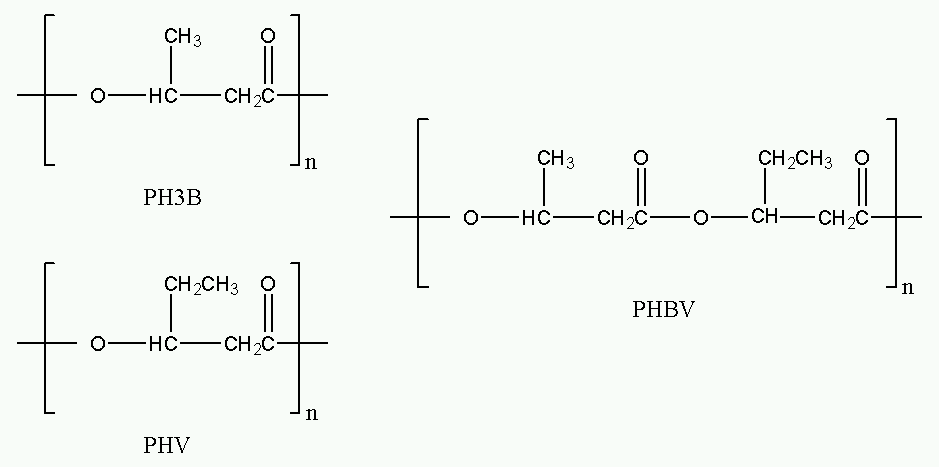 CH3 O
O HC CH2C
n
PH3B
CH3 O CH2CH3 O
O HC CH2C O CH CH2C
n
PHBV
CH2CH3 O
O HC CH2C
n
PHV